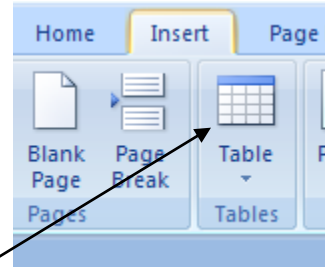 Home Insert Page
Blank Page Table P
Page Break
Pages Tables